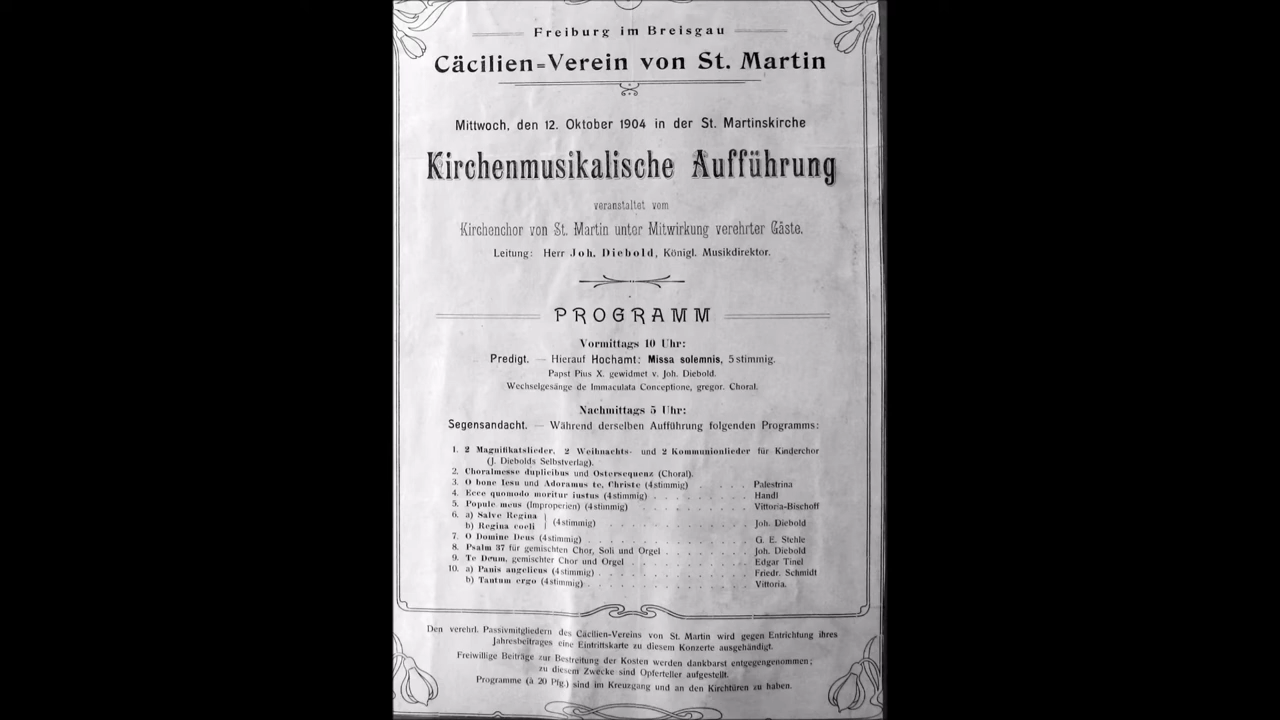 Freiburg im Breisgau
Cäcilien-Verein von St. Martin
Mittwoch, den 12. Oktober 1904 in der St. Martinskirche
Kirchenmusikalische Aufführung
veranstaltet vom
Kirchenchor von St. Martin unter Mitwirkung verehrter Gäste.
Leitung: Herr Joh. Diebold, Königl. Musikdirektor.
PROGRAMM
Vormittags 10 Uhr:
Predigt. — Hierauf Hochamt: Missa solemnis, 5stimmig.
Papst Pius X. gewidmet v. Joh. Diebold.
Wechselgesänge de Immaculata Conceptione, gregor. Choral.
Nachmittags 5 Uhr:
Segensandacht. — Während derselben Aufführung folgenden Programms:
1. 2 Magnifikatslieder, 2 Weihnachts- und 2 Kommunionlieder für Kinderchor
(J. Diebolds Selbstverlag).
2. Choralmesse duplicibus und Ostersequenz (Choral).
3. O bone Iesu und Adoramus te, Christe (4stimmig) . . . . Palestrina
4. Ecce quomodo moritur iustus (4stimmig) . . . . . . . . . Handl
5. Popule meus (Improperien) (4stimmig) . . . . . . . . . . Vittoria-Bischoff
6. a) Salve Regina
b) Regina coeli (4stimmig) . . . . . . . . . . . . Joh. Diebold
7. O Domine Deus (4stimmig) . . . . . . . . . . . . . G. E. Stehle
8. Psalm 37 für gemischten Chor, Soli und Orgel . . . . . . . Joh. Diebold
9. Te Deum, gemischter Chor und Orgel . . . . . . . . . . Edgar Tinel
10. a) Panis angelicus (4stimmig) . . . . . . . . . . . . Friedr. Schmidt
b) Tantum ergo (4stimmig) . . . . . . . . . . . . . Vittoria.
Den verehrl. Passivmitgliedern des Cäcilien-Vereins von St. Martin wird gegen Entrichtung ihres
Jahresbeitrages eine Eintrittskarte zu diesem Konzerte ausgehändigt.
Freiwillige Beiträge zur Bestreitung der Kosten werden dankbarst entgegengenommen;
zu diesem Zwecke sind Opferteller aufgestellt.
Programme (à 20 Pfg.) sind im Kreuzgang und an den Kirchtüren zu haben.